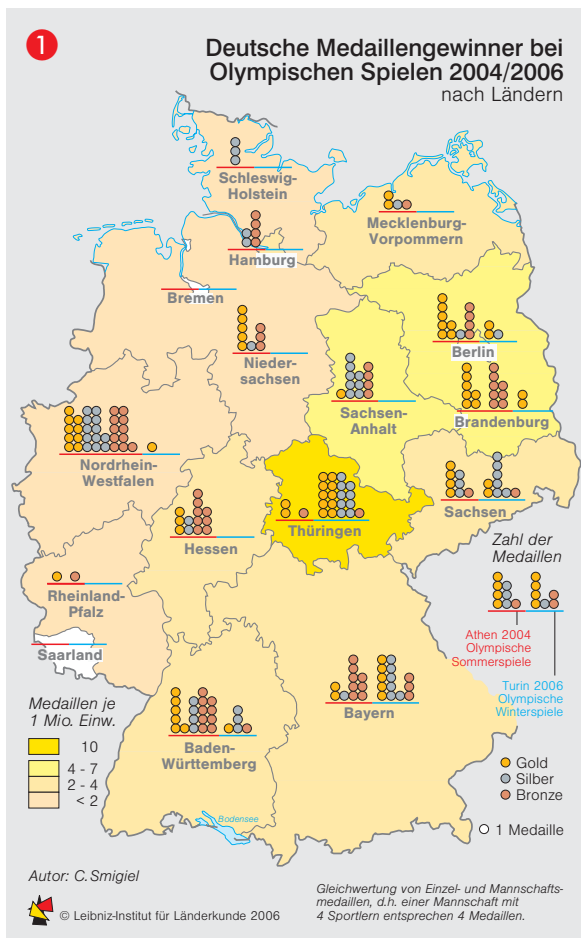 1
Deutsche Medaillengewinner bei
Olympischen Spielen 2004/2006
nach Ländern
Schleswig-
Holstein
Mecklenburg-
Vorpommern
Hamburg
Bremen
Nieder-
sachsen
Berlin
Sachsen-
Anhalt
Brandenburg
Nordrhein-
Westfalen
Hessen
Thüringen
Sachsen
Rheinland-
Pfalz
Saarland
Baden-
Württemberg
Bayern
Bodensee
Zahl der
Medaillen
Athen 2004
Olympische
Sommerspiele
Turin 2006
Olympische
Winterspiele
Gold
Silber
Bronze
1 Medaille
Medaillen je
1 Mio. Einw.
10
4 - 7
2 - 4
< 2
Autor: C. Smigiel
© Leibniz-Institut für Länderkunde 2006
Gleichwertung von Einzel- und Mannschafts-
medaillen, d.h. einer Mannschaft mit
4 Sportlern entsprechen 4 Medaillen.